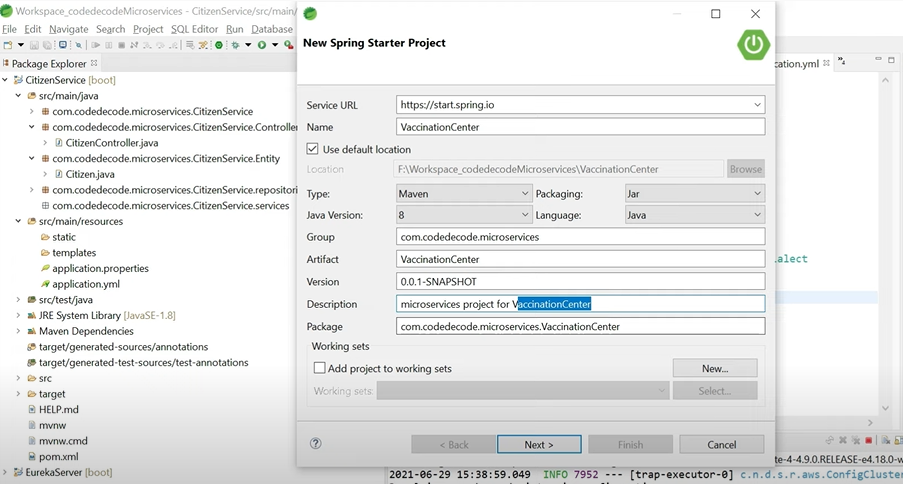 Workspace_codedecodeMicroservices - CitizenService/src/main/
File Edit Navigate Search Project SQL Editor Run Database
Package Explorer
CitizenService [boot]
src/main/java
com.codedecode.microservices.CitizenService
com.codedecode.microservices.CitizenService.Controller
CitizenController.java
com.codedecode.microservices.CitizenService.Entity
Citizen.java
com.codedecode.microservices.CitizenService.repositori
com.codedecode.microservices.CitizenService.services
src/main/resources
static
templates
application.properties
application.yml
src/test/java
JRE System Library [JavaSE-1.8]
Maven Dependencies
target/generated-sources/annotations
target/generated-test-sources/test-annotations
src
target
HELP.md
mvnw
mvnw.cmd
pom.xml
EurekaServer [boot]
New Spring Starter Project
Service URL https://start.spring.io
Name VaccinationCenter
Use default location
Location F:\Workspace_codedecodeMicroservices\VaccinationCenter Browse
Type: Maven Packaging: Jar
Java Version: 8 Language: Java
Group com.codedecode.microservices
Artifact VaccinationCenter
Version 0.0.1-SNAPSHOT
Description microservices project for VaccinationCenter
Package com.codedecode.microservices.VaccinationCenter
Working sets
Add project to working sets New...
Working sets: Select...
? < Back Next > Finish Cancel
cation.yml
alect
te-4-4.9.0.RELEASE-e4.18.0-w
2021-06-29 15:38:59.049 INFO 7952 --- [trap-executor-0] c.n.d.s.r.aws.ConfigCluster